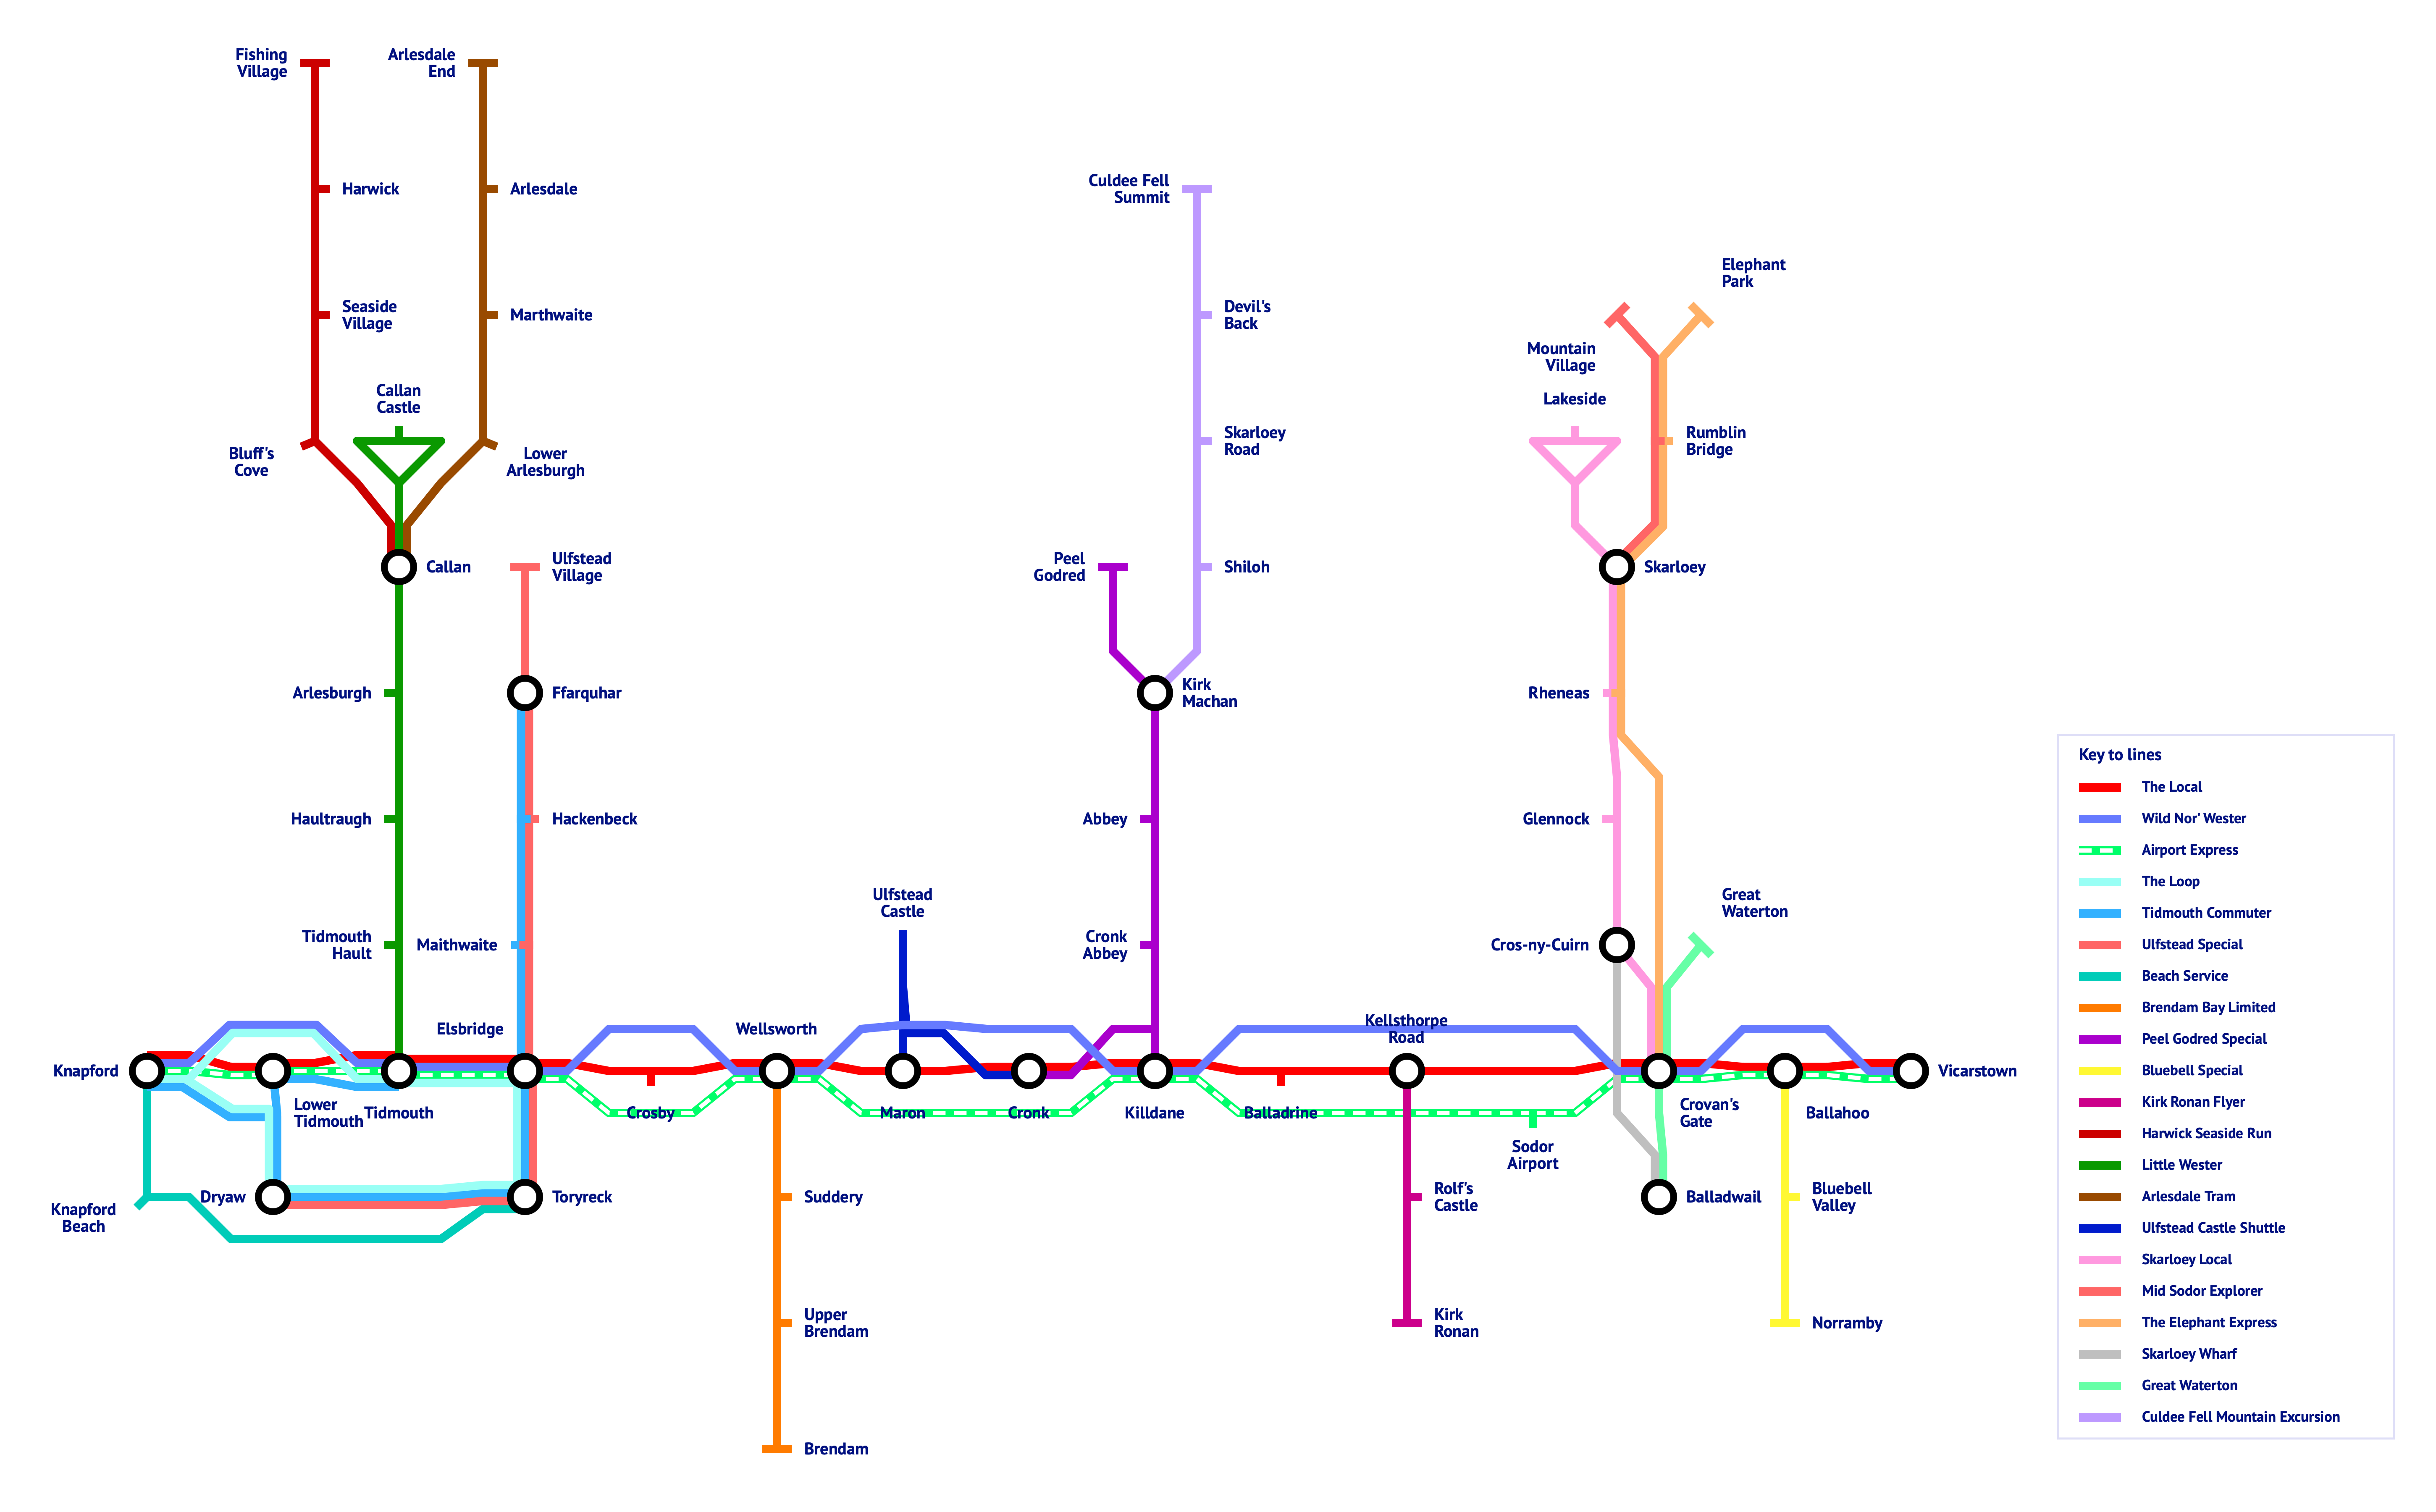 Fishing
Village
Arlesdale
End
Harwick
Arlesdale
Culdee Fell
Summit
Elephant
Park
Seaside
Village
Marthwaite
Devil's
Back
Mountain
Village
Callan
Castle
Lakeside
Bluff's
Cove
Lower
Arlesburgh
Skarloey
Road
Rumblin
Bridge
Callan
Ulfstead
Village
Peel
Godred
Shiloh
Skarloey
Arlesburgh
Ffarquhar
Kirk
Machan
Rheneas
Haultraugh
Hackenbeck
Abbey
Glennock
Ulfstead
Castle
Great
Waterton
Tidmouth
Hault
Maithwaite
Cronk
Abbey
Cros-ny-Cuirn
Elsbridge
Wellsworth
Kellsthorpe
Road
Knapford
Vicarstown
Lower
Tidmouth
Tidmouth
Crosby
Maron
Cronk
Killdane
Balladrine
Crovan's
Gate
Ballahoo
Sodor
Airport
Knapford
Beach
Dryaw
Toryreck
Suddery
Rolf's
Castle
Balladwail
Bluebell
Valley
Upper
Brendam
Kirk
Ronan
Norramby
Brendam
Key to lines
The Local
Wild Nor' Wester
Airport Express
The Loop
Tidmouth Commuter
Ulfstead Special
Beach Service
Brendam Bay Limited
Peel Godred Special
Bluebell Special
Kirk Ronan Flyer
Harwick Seaside Run
Little Wester
Arlesdale Tram
Ulfstead Castle Shuttle
Skarloey Local
Mid Sodor Explorer
The Elephant Express
Skarloey Wharf
Great Waterton
Culdee Fell Mountain Excursion